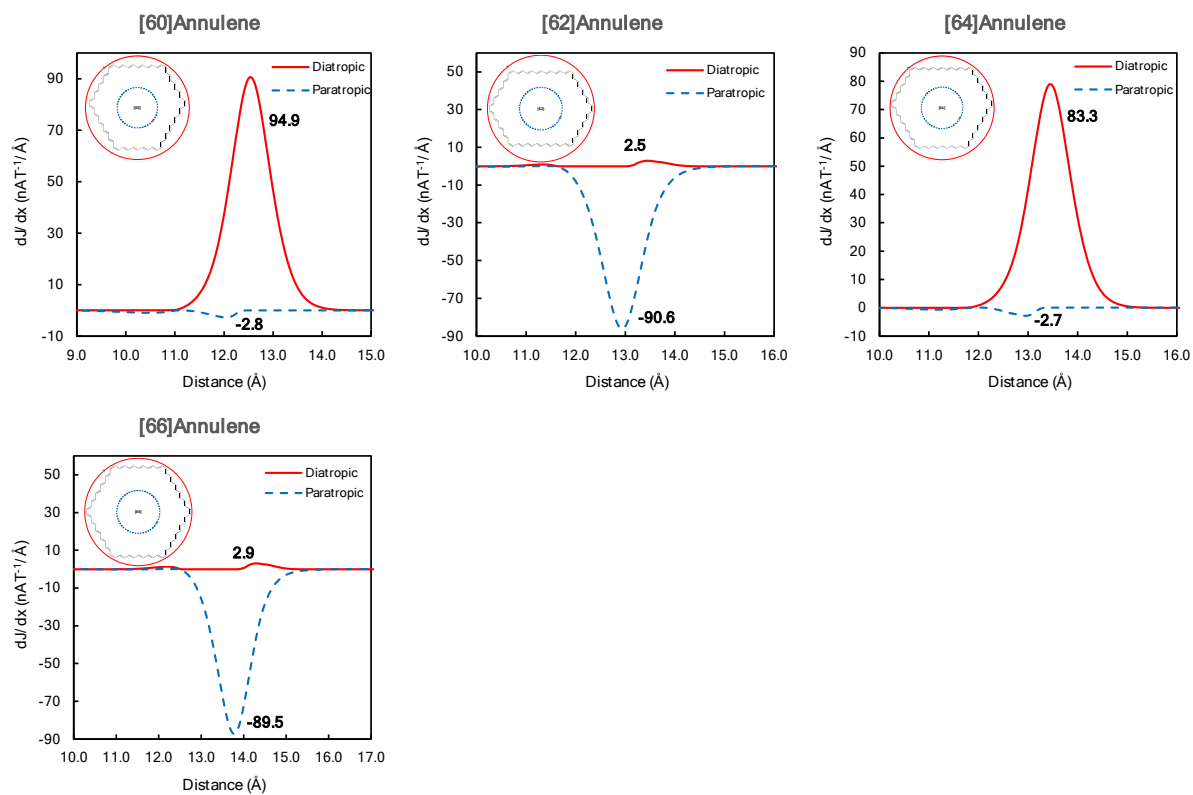 [60]Annulene
dJ/ dx (nAT⁻¹/ Å)
90
70
50
30
10
-10
Diatropic
Paratropic
[60]
94.9
-2.8
9.0 10.0 11.0 12.0 13.0 14.0 15.0
Distance (Å)
[62]Annulene
dJ/ dx (nAT⁻¹/ Å)
50
30
10
-10
-30
-50
-70
-90
Diatropic
Paratropic
[62]
2.5
-90.6
10.0 11.0 12.0 13.0 14.0 15.0 16.0
Distance (Å)
[64]Annulene
dJ/ dx (nAT⁻¹/ Å)
90
80
70
60
50
40
30
20
10
0
-10
Diatropic
Paratropic
[64]
83.3
-2.7
10.0 11.0 12.0 13.0 14.0 15.0 16.0
Distance (Å)
[66]Annulene
dJ/ dx (nAT⁻¹/ Å)
50
30
10
-10
-30
-50
-70
-90
Diatropic
Paratropic
[66]
2.9
-89.5
10.0 11.0 12.0 13.0 14.0 15.0 16.0 17.0
Distance (Å)